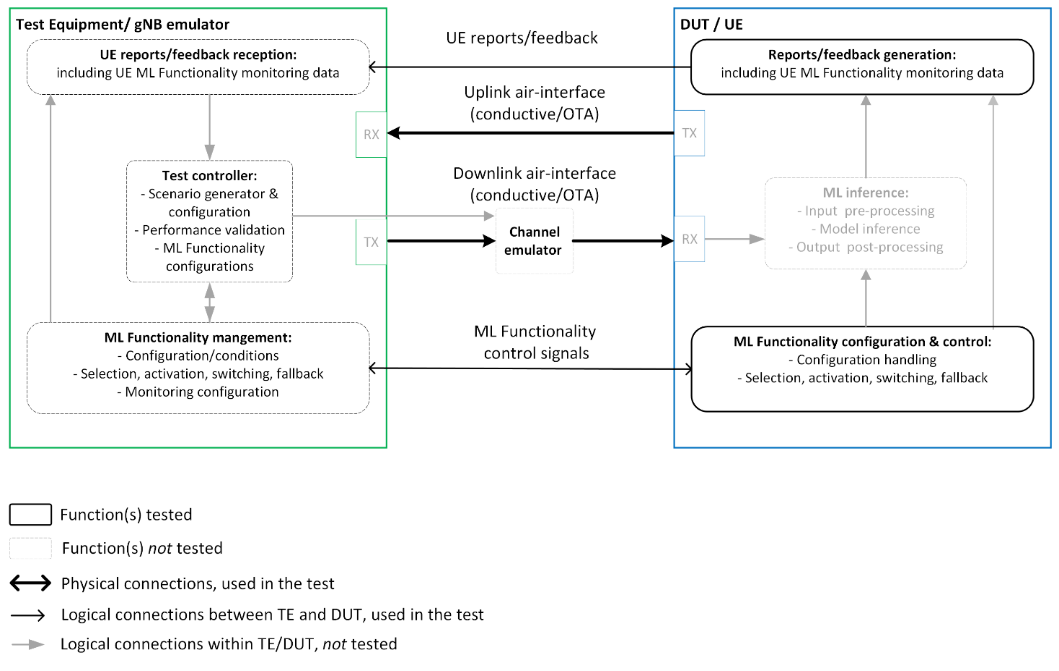 Test Equipment/ gNB emulator
UE reports/feedback reception:
including UE ML Functionality monitoring data
Test controller:
- Scenario generator &
configuration
- Performance validation
- ML Functionality
configurations
ML Functionality mangement:
- Configuration/conditions
- Selection, activation, switching, fallback
- Monitoring configuration
RX
TX
UE reports/feedback
Uplink air-interface
(conductive/OTA)
Downlink air-interface
(conductive/OTA)
Channel
emulator
ML Functionality
control signals
DUT / UE
Reports/feedback generation:
including UE ML Functionality monitoring data
TX
RX
ML inference:
- Input pre-processing
- Model inference
- Output post-processing
ML Functionality configuration & control:
- Configuration handling
- Selection, activation, switching, fallback
Function(s) tested
Function(s) not tested
Physical connections, used in the test
Logical connections between TE and DUT, used in the test
Logical connections within TE/DUT, not tested